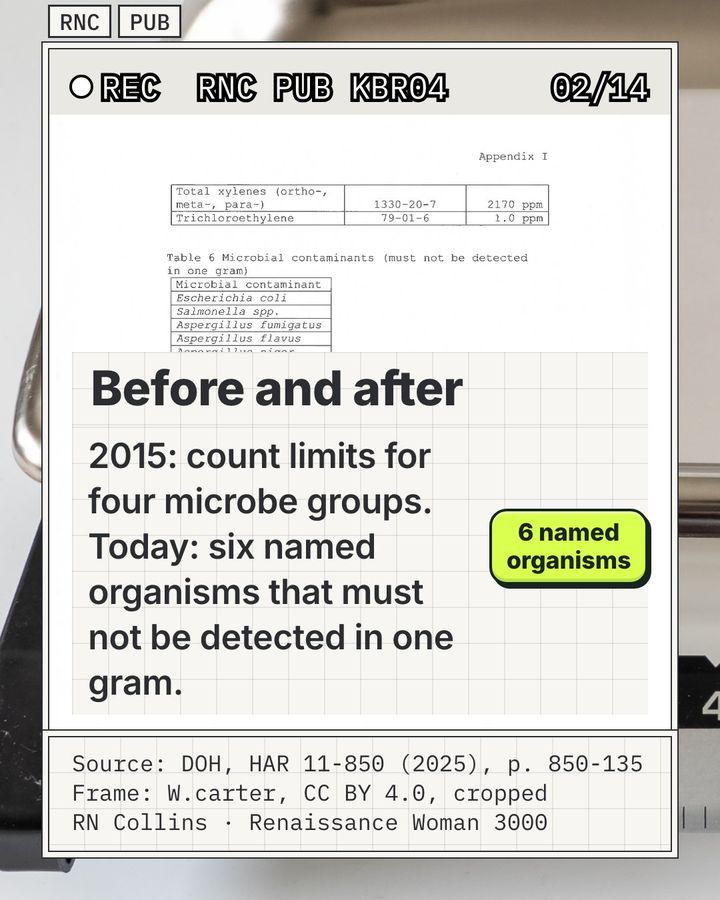 RNC PUB
REC RNC PUB KBR04 02/14
Appendix I
Total xylenes (ortho-, meta-, para-) 1330-20-7 2170 ppm
Trichloroethylene 79-01-6 1.0 ppm
Table 6 Microbial contaminants (must not be detected
in one gram)
Microbial contaminant
Escherichia coli
Salmonella spp.
Aspergillus fumigatus
Aspergillus flavus
Aspergillus niger
Before and after
2015: count limits for
four microbe groups.
Today: six named
organisms that must
not be detected in one
gram.
6 named
organisms
Source: DOH, HAR 11-850 (2025), p. 850-135
Frame: W.carter, CC BY 4.0, cropped
RN Collins · Renaissance Woman 3000
4